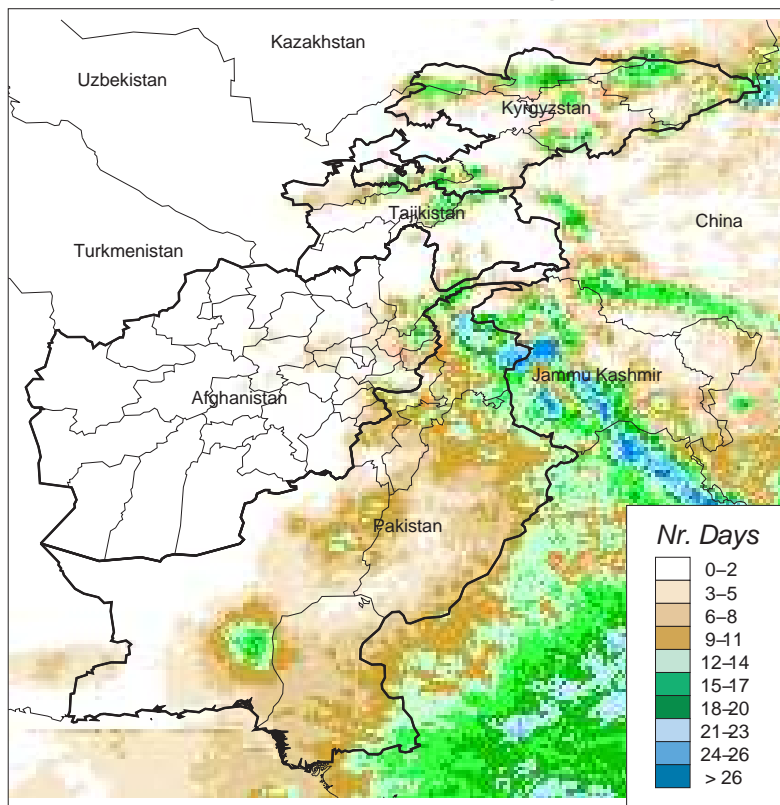 Kazakhstan
Uzbekistan
Kyrgyzstan
Tajikistan
China
Turkmenistan
Jammu Kashmir
Afghanistan
Pakistan
Nr. Days
0–2
3–5
6–8
9–11
12–14
15–17
18–20
21–23
24–26
> 26